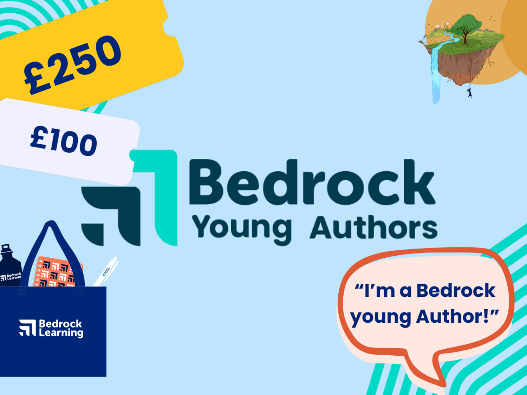 £250
£100
Bedrock
Young Authors
Bedrock
Learning
“I’m a Bedrock
young Author!”